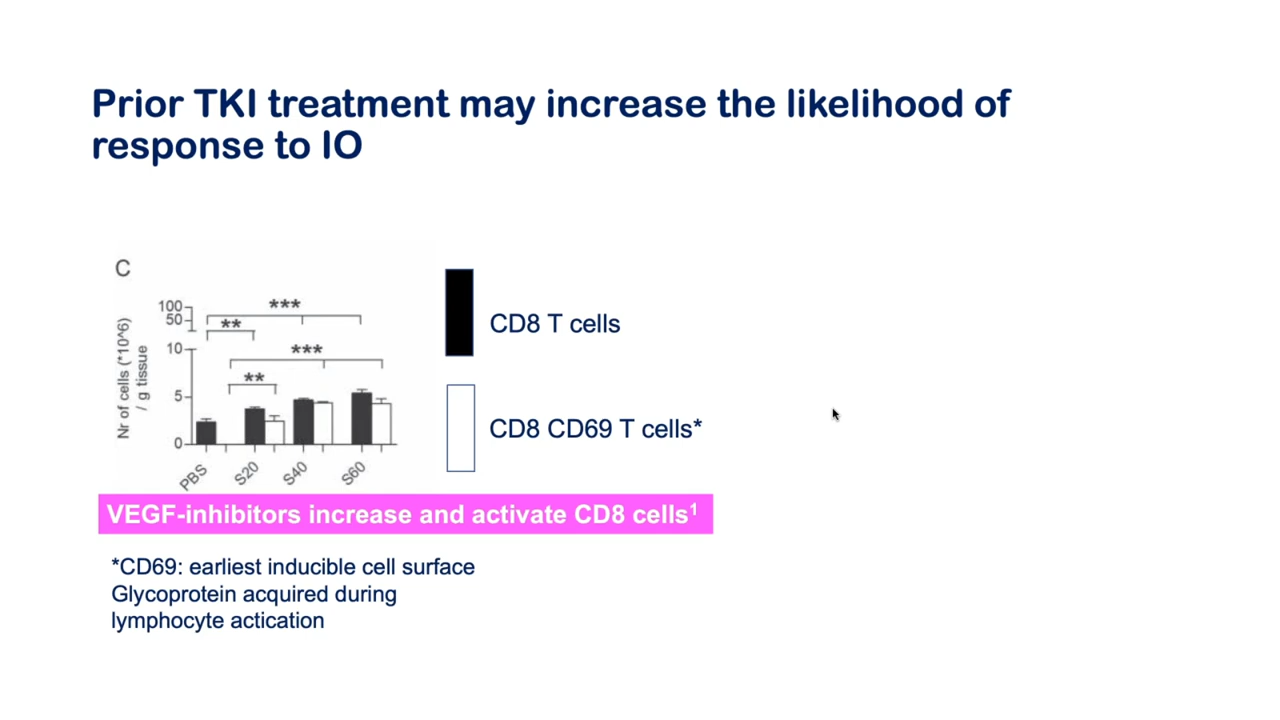 Prior TKI treatment may increase the likelihood of
response to IO
C
Nr of cells (*10^6)
/ g tissue
100
50
10
5
0
***
**
***
**
PBS
S20
S40
S60
CD8 T cells
CD8 CD69 T cells*
VEGF-inhibitors increase and activate CD8 cells¹
*CD69: earliest inducible cell surface
Glycoprotein acquired during
lymphocyte actication